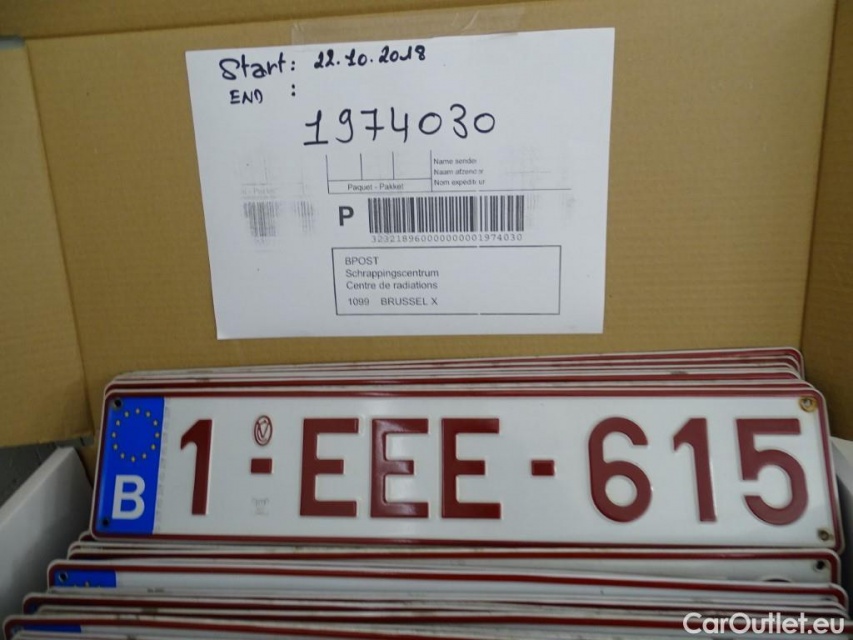 Start: 22.10.2018
END :
1974030
Name sender
Naam afzender
Nom expediteur
Paquet - Pakket
P
323218960000000001974030
BPOST
Schrappingscentrum
Centre de radiations
1099 BRUSSEL X
B 1-EEE-615
CarOutlet.eu